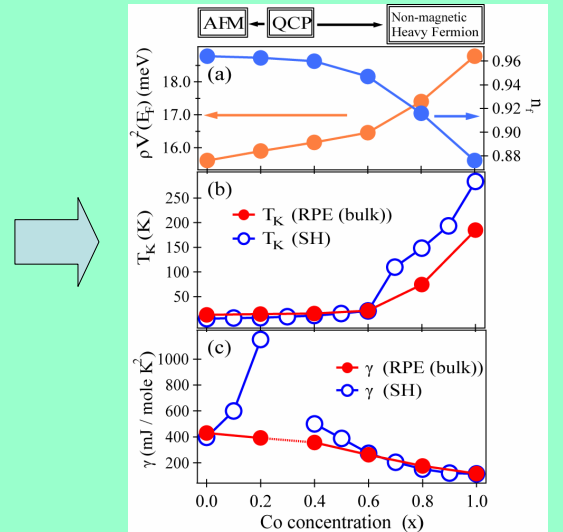 AFM QCP Non-magnetic
Heavy Fermion
(a)
ρV²(E_F) (meV)
18.0
17.0
16.0
0.96
0.94
0.92
0.90
0.88
n_f
(b)
T_K (RPE (bulk))
T_K (SH)
T_K (K)
250
200
150
100
50
(c)
γ (RPE (bulk))
γ (SH)
γ (mJ / mole K²)
1000
800
600
400
200
0.0 0.2 0.4 0.6 0.8 1.0
Co concentration (x)